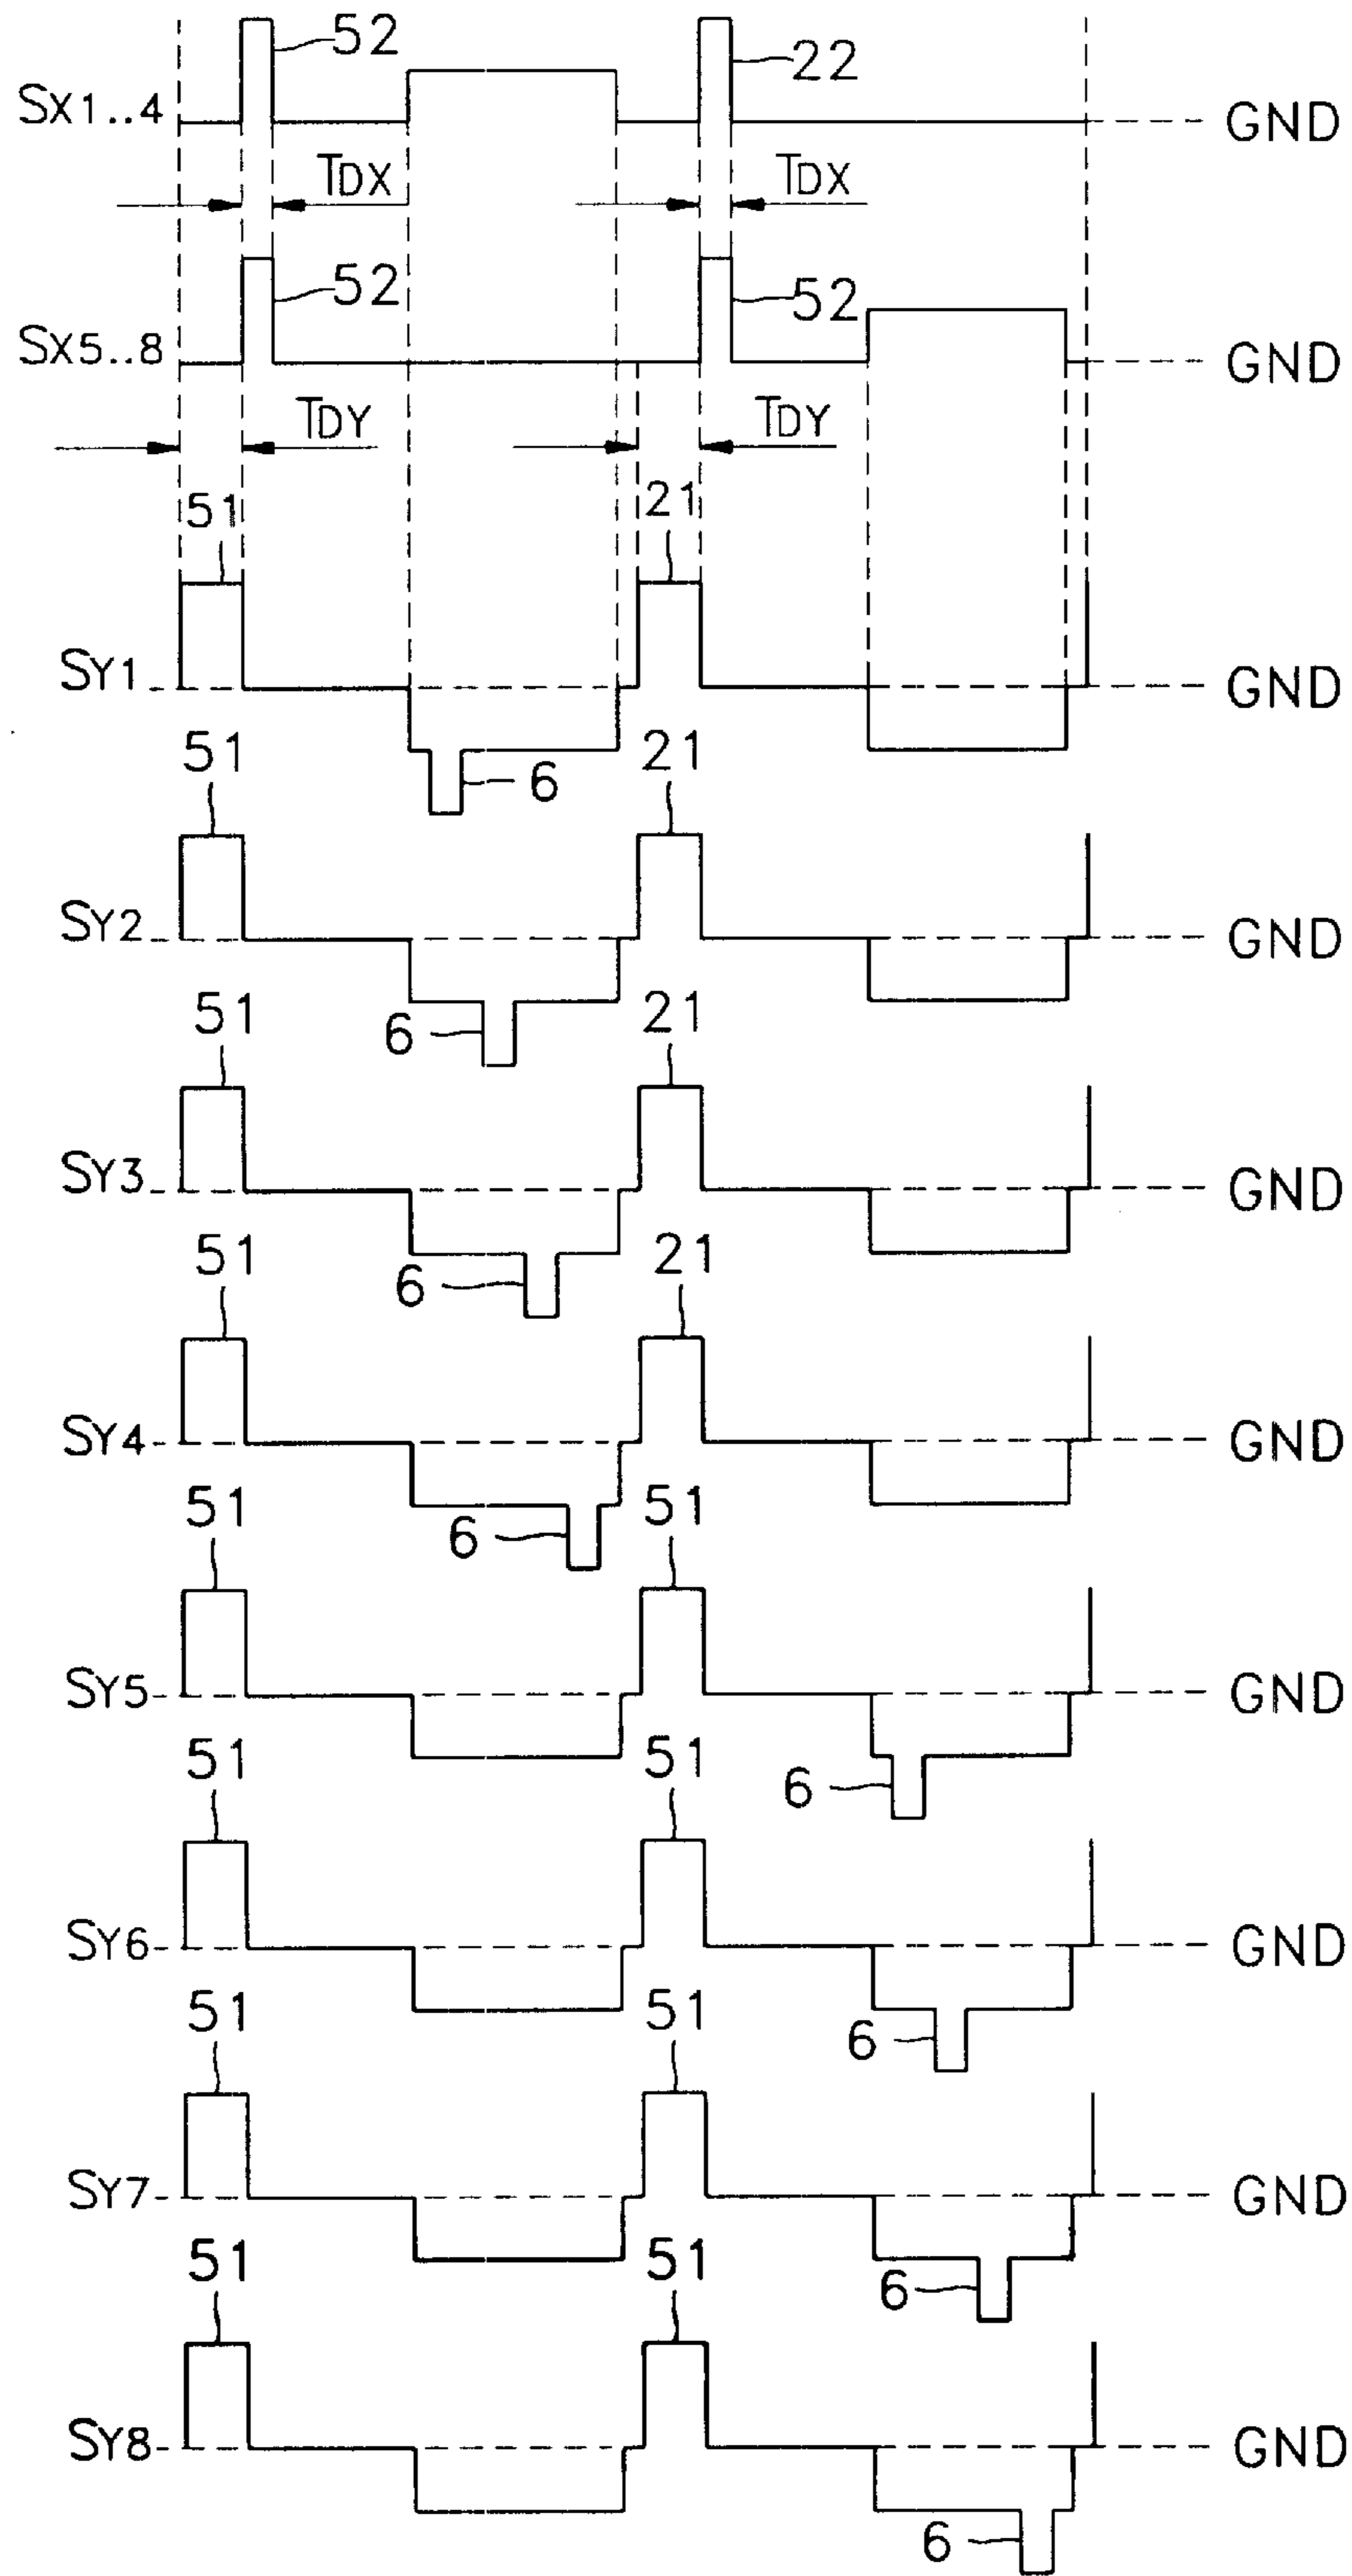 52 22
SX1..4 GND
TDX TDX
52 52
SX5..8 GND
TDY TDY
51 21
SY1 GND
6
51 21
SY2 GND
6
51 21
SY3 GND
6
51 21
SY4 GND
6
51 51
SY5 GND
6
51 51
SY6 GND
6
51 51
SY7 GND
6
51 51
SY8 GND
6